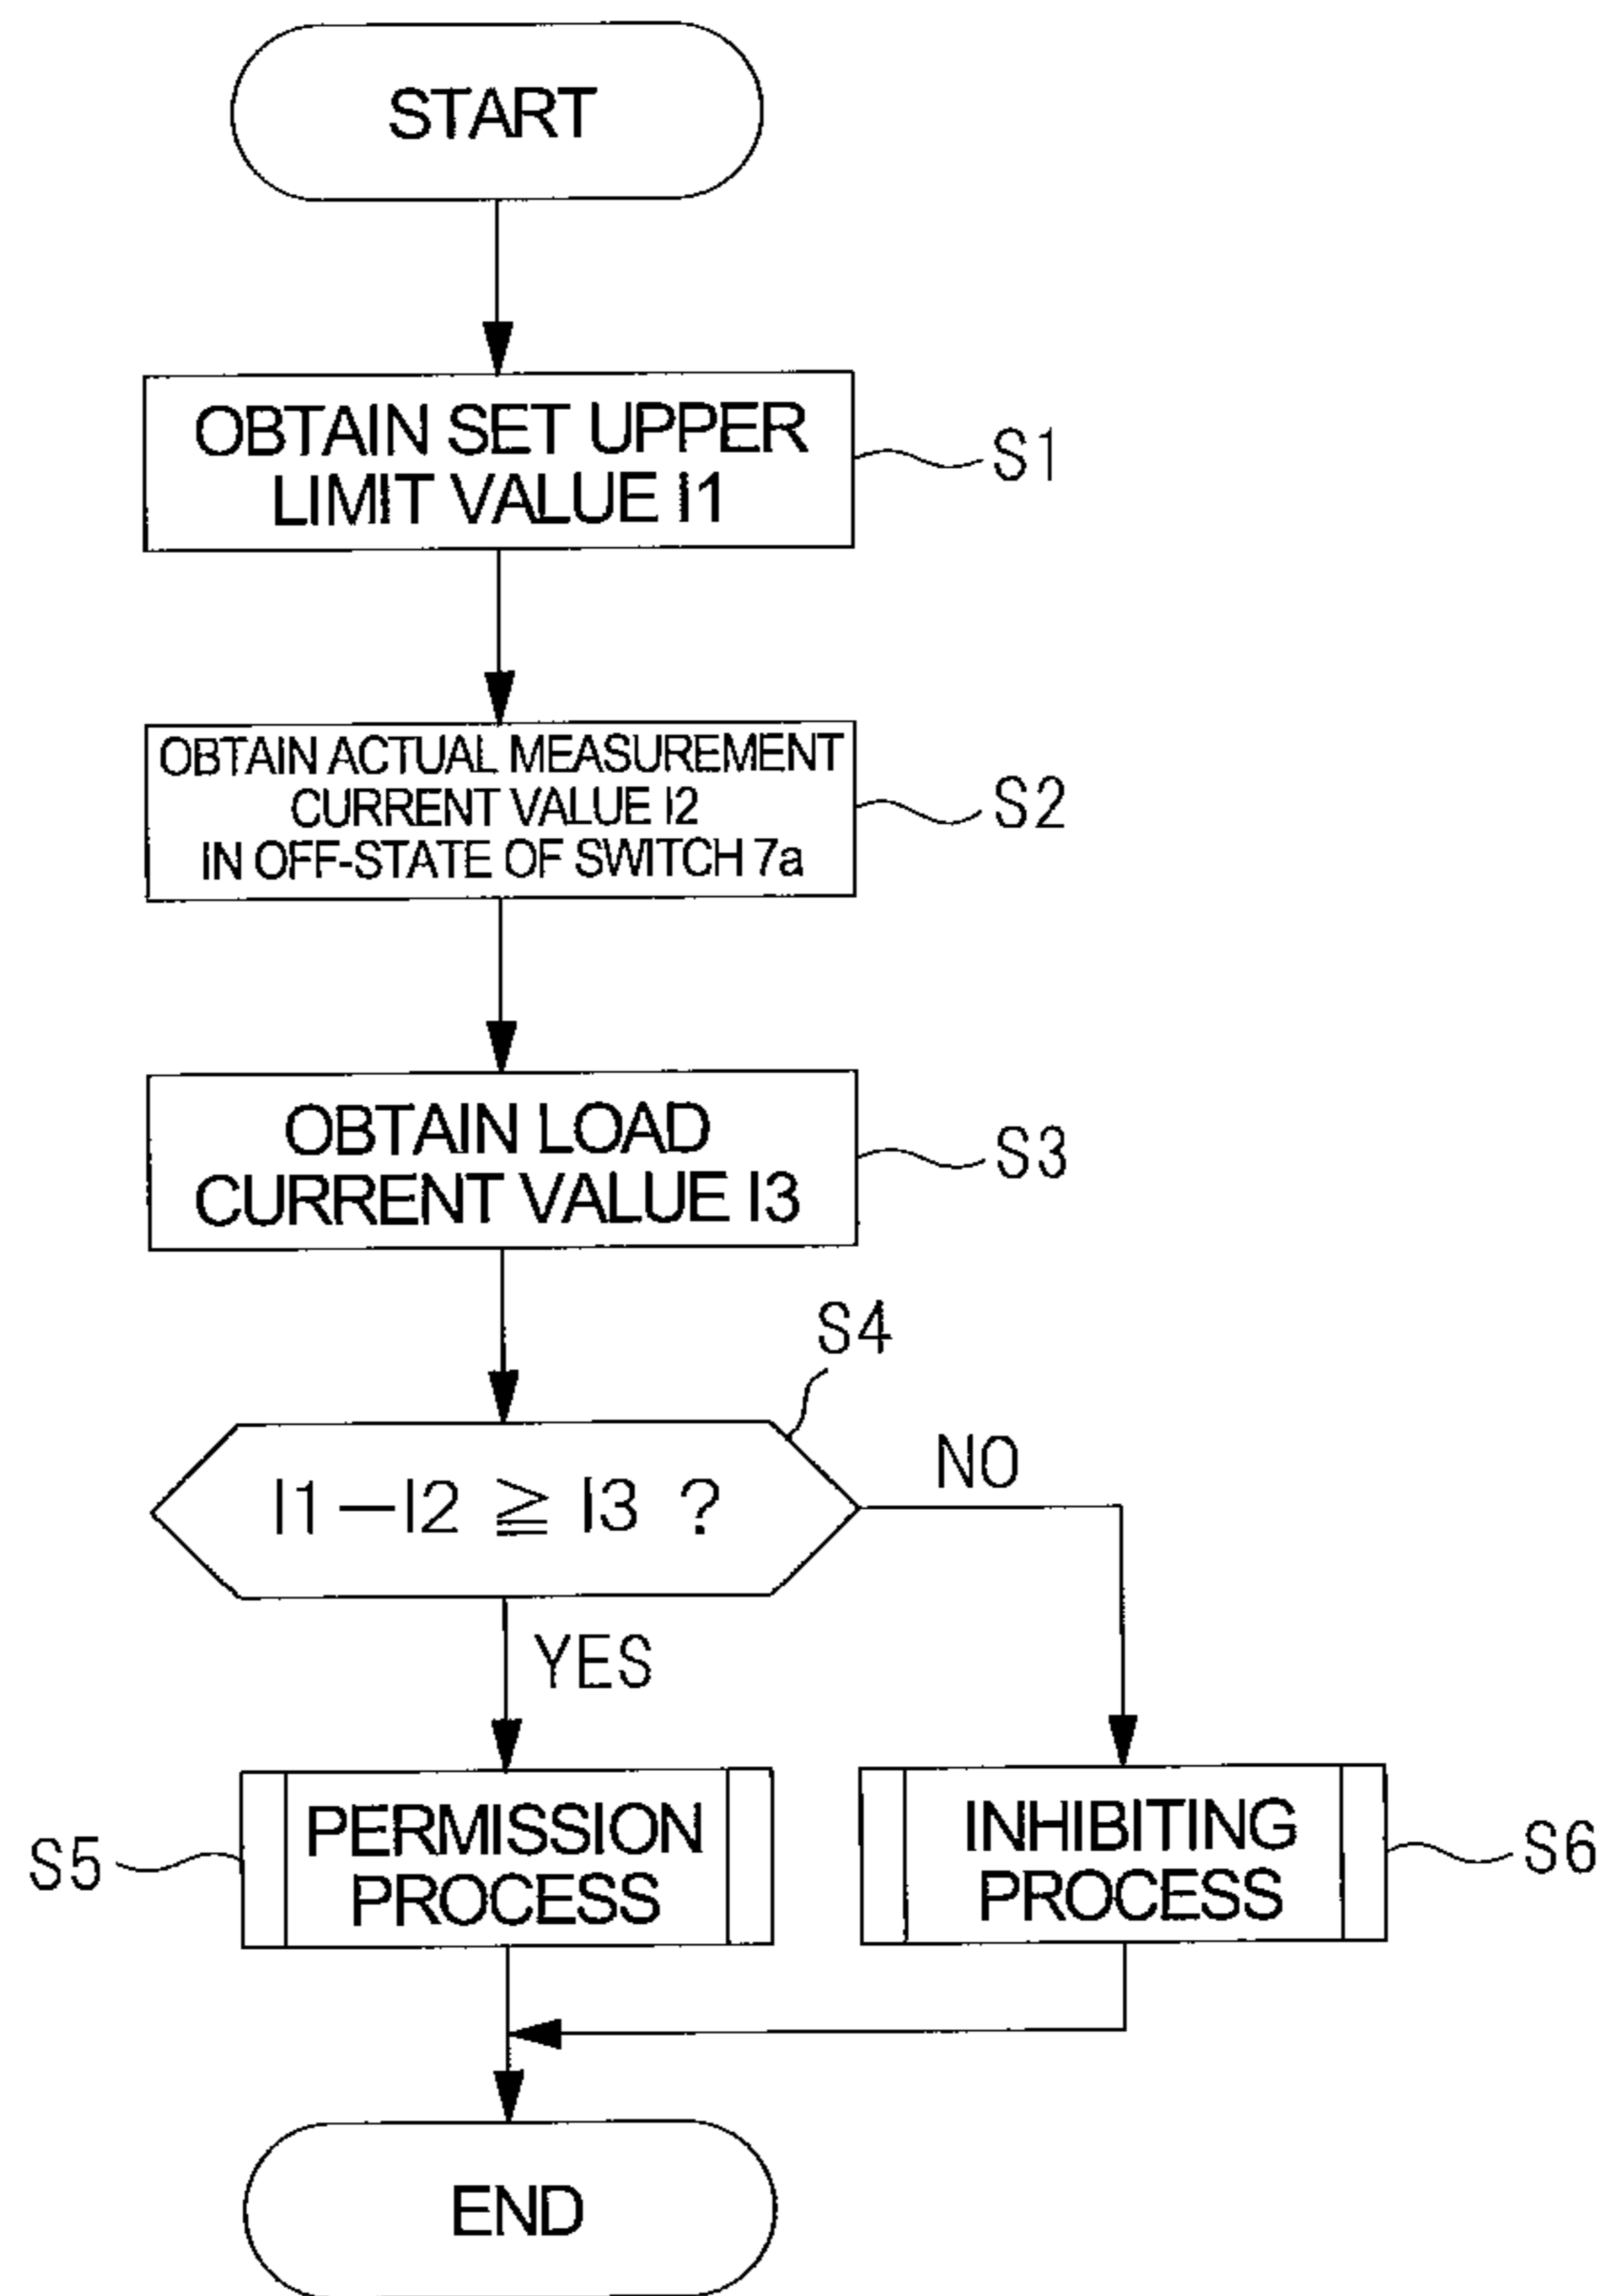 START
OBTAIN SET UPPER
LIMIT VALUE I1
S1
OBTAIN ACTUAL MEASUREMENT
CURRENT VALUE I2
IN OFF-STATE OF SWITCH 7a
S2
OBTAIN LOAD
CURRENT VALUE I3
S3
S4
I1－I2 ≧ I3 ?
NO
YES
S5
PERMISSION
PROCESS
INHIBITING
PROCESS
S6
END